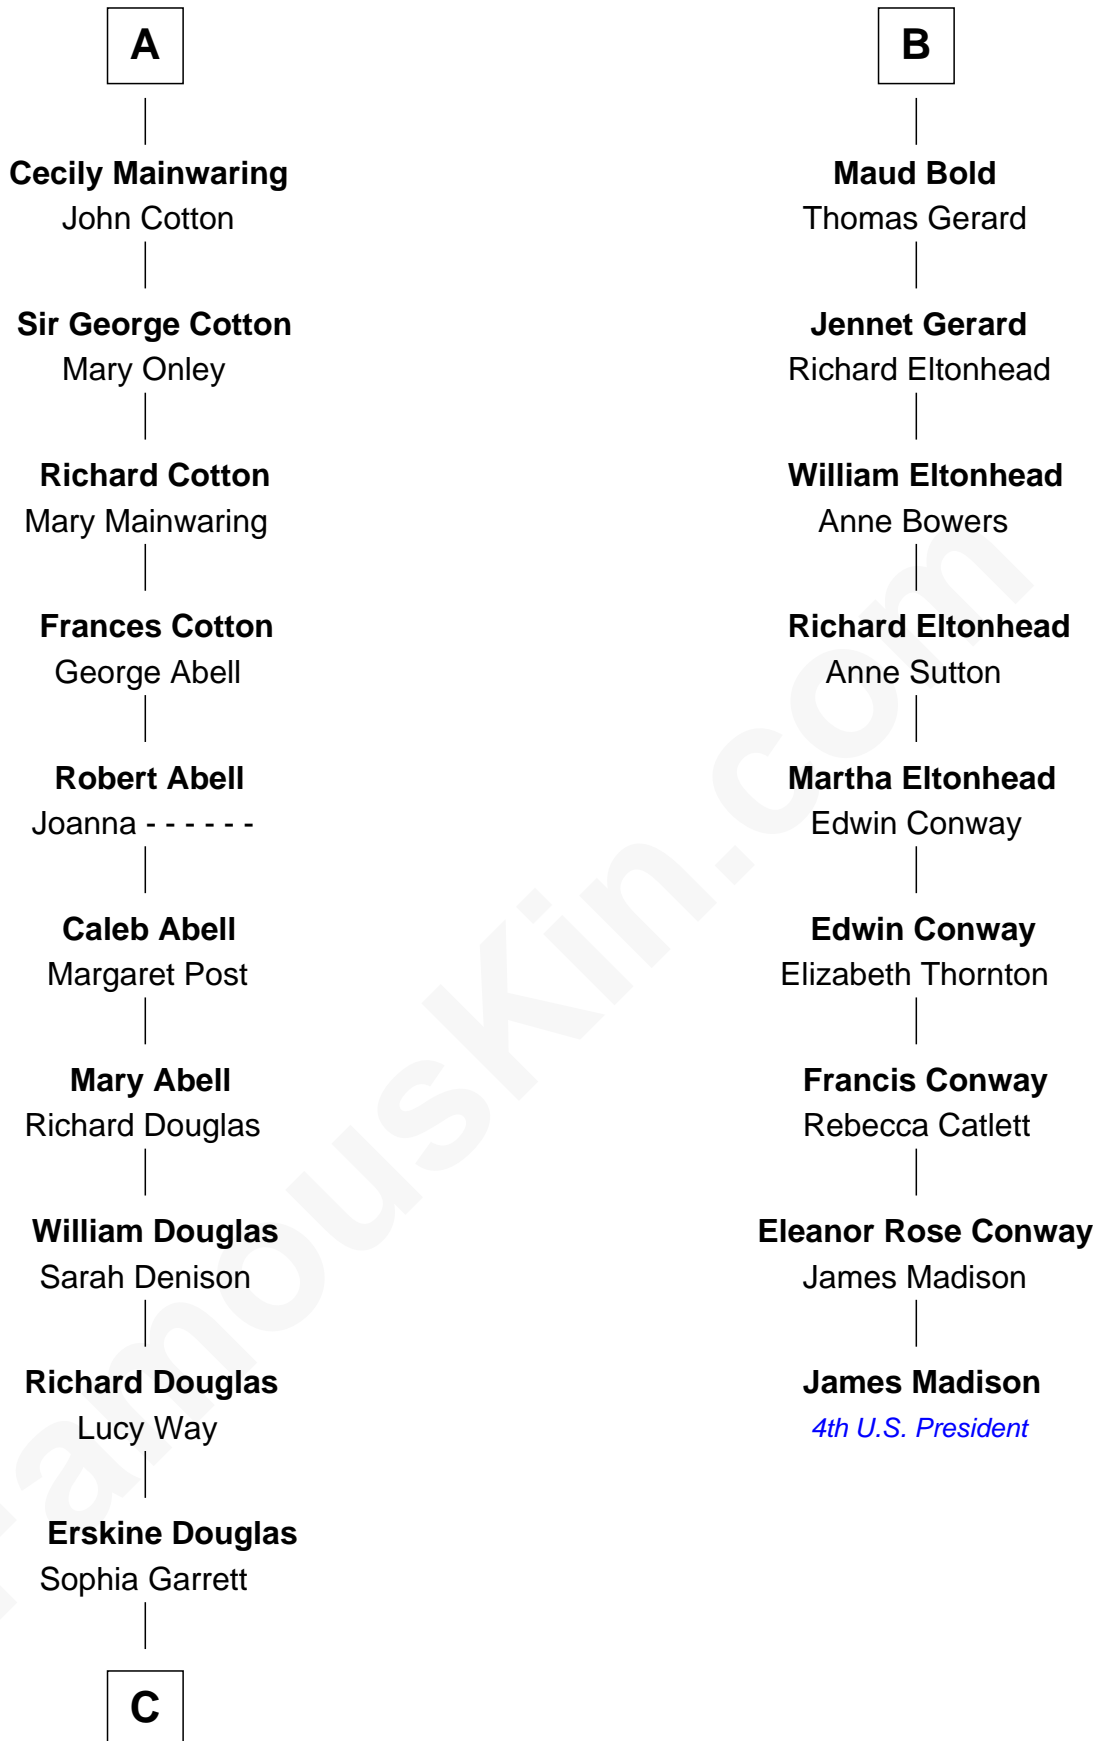 A
Cecily Mainwaring
John Cotton
Sir George Cotton
Mary Onley
Richard Cotton
Mary Mainwaring
Frances Cotton
George Abell
Robert Abell
Joanna - - - - - -
Caleb Abell
Margaret Post
Mary Abell
Richard Douglas
William Douglas
Sarah Denison
Richard Douglas
Lucy Way
Erskine Douglas
Sophia Garrett
C
B
Maud Bold
Thomas Gerard
Jennet Gerard
Richard Eltonhead
William Eltonhead
Anne Bowers
Richard Eltonhead
Anne Sutton
Martha Eltonhead
Edwin Conway
Edwin Conway
Elizabeth Thornton
Francis Conway
Rebecca Catlett
Eleanor Rose Conway
James Madison
James Madison
4th U.S. President
FamousKin.com